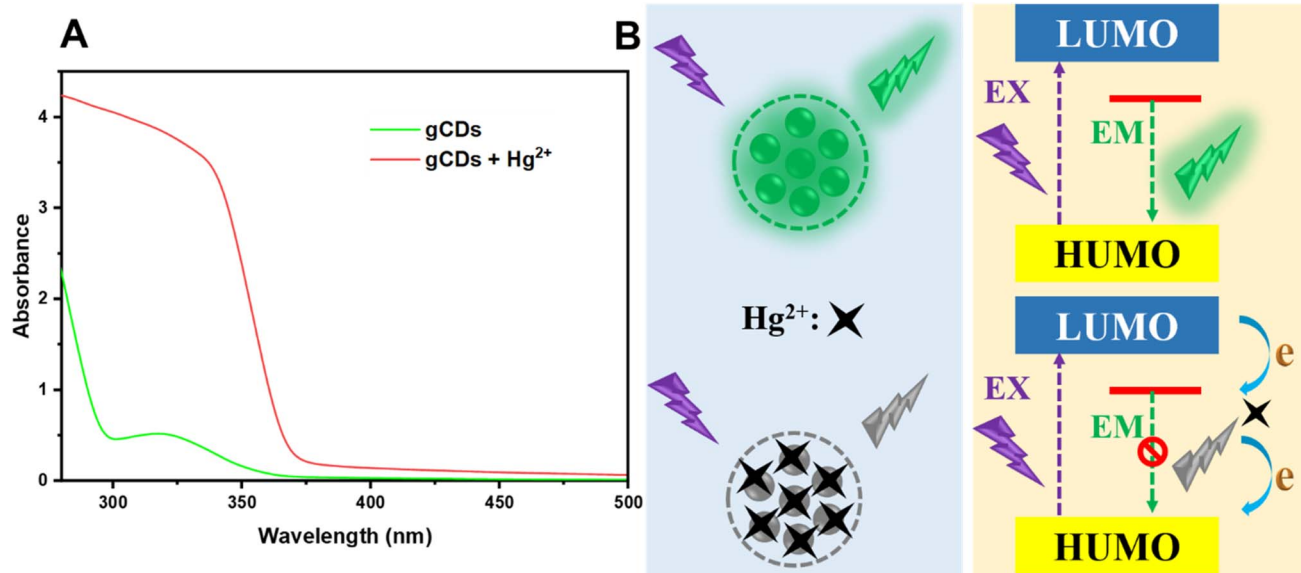 A
Absorbance
4
3
2
1
0
300
350
400
450
500
Wavelength (nm)
gCDs
gCDs + Hg²⁺
B
Hg²⁺:
LUMO
EX
EM
HUMO
LUMO
e
EX
EM
e
HUMO